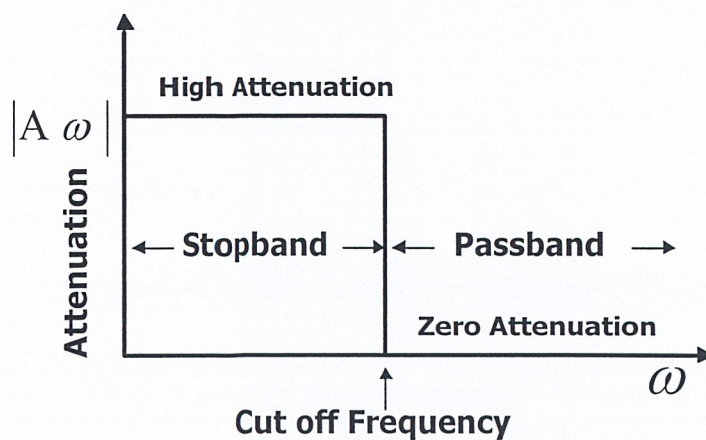 High Attenuation
|A ω|
Attenuation
Stopband
Passband
Zero Attenuation
ω
Cut off Frequency